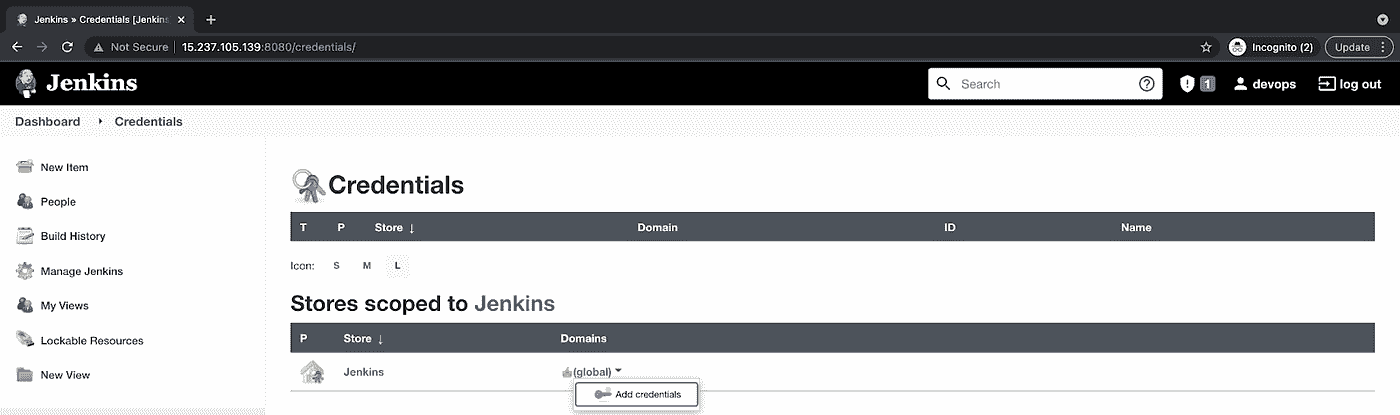 Jenkins » Credentials [Jenkins
Not Secure 15.237.105.139:8080/credentials/ Incognito (2) Update
Jenkins Search 1 devops log out
Dashboard Credentials
New Item
People
Build History
Manage Jenkins
My Views
Lockable Resources
New View
Credentials
T P Store ↓ Domain ID Name
Icon: S M L
Stores scoped to Jenkins
P Store ↓ Domains
Jenkins (global)
Add credentials